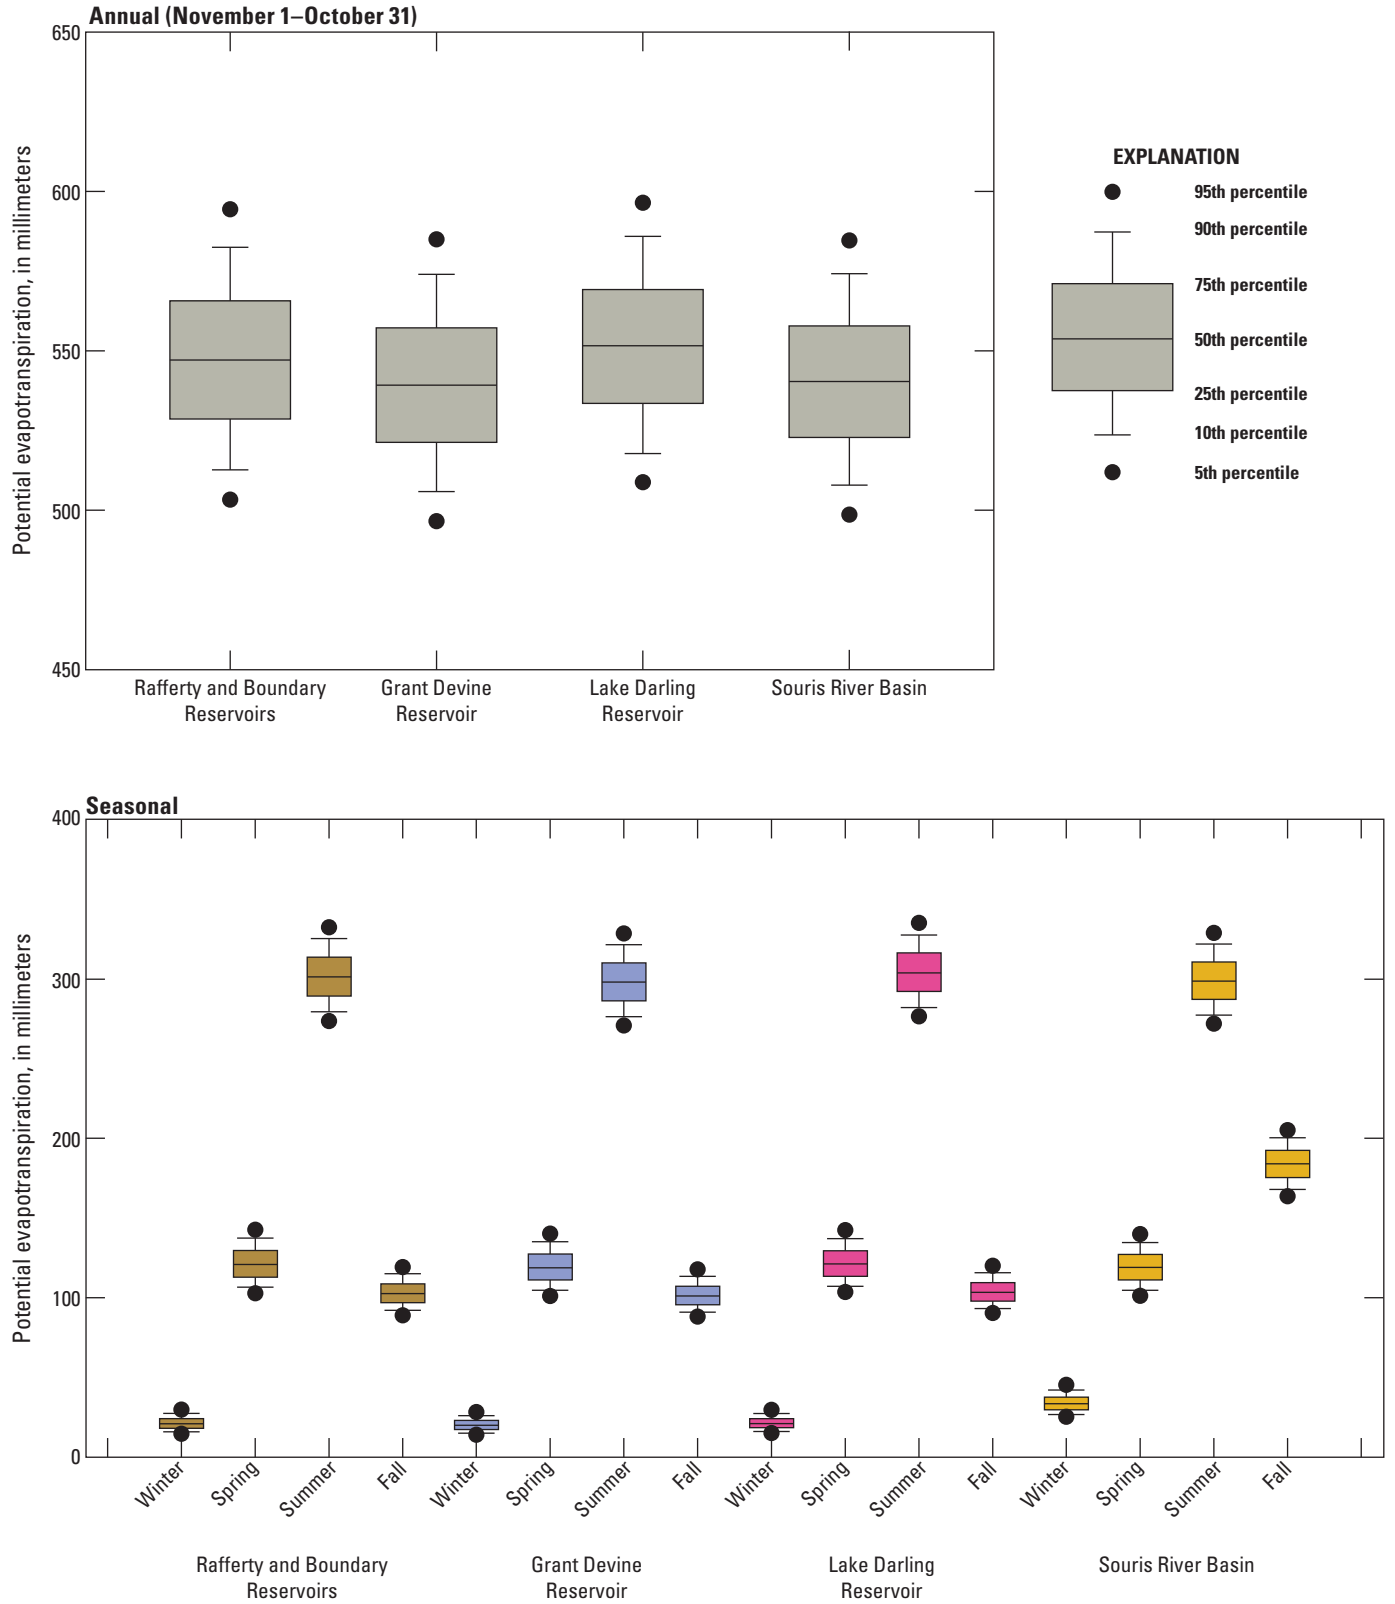 Annual (November 1–October 31)
650
600
550
500
450
Potential evapotranspiration, in millimeters
Rafferty and Boundary
Reservoirs
Grant Devine
Reservoir
Lake Darling
Reservoir
Souris River Basin
EXPLANATION
95th percentile
90th percentile
75th percentile
50th percentile
25th percentile
10th percentile
5th percentile
Seasonal
400
300
200
100
0
Potential evapotranspiration, in millimeters
Winter
Spring
Summer
Fall
Winter
Spring
Summer
Fall
Winter
Spring
Summer
Fall
Winter
Spring
Summer
Fall
Rafferty and Boundary
Reservoirs
Grant Devine
Reservoir
Lake Darling
Reservoir
Souris River Basin